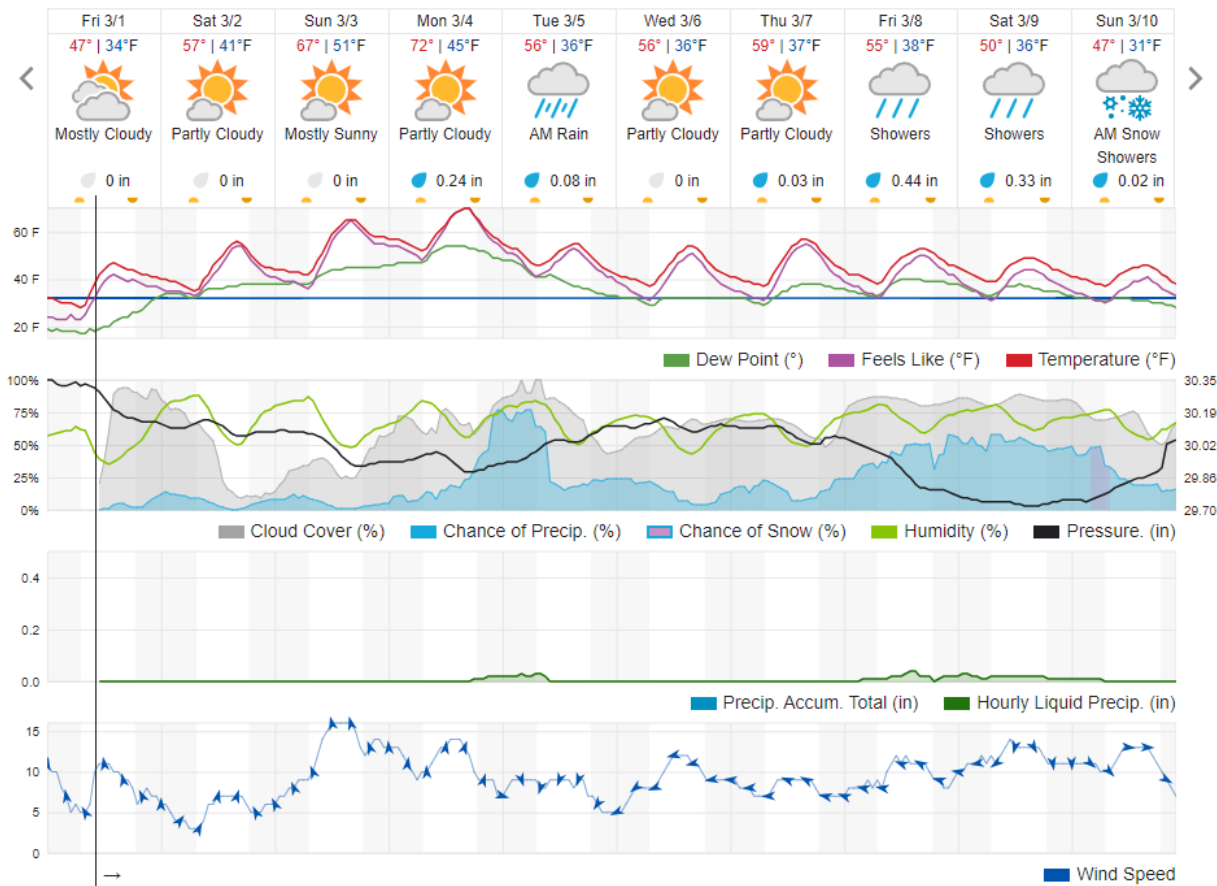 Fri 3/1 Sat 3/2 Sun 3/3 Mon 3/4 Tue 3/5 Wed 3/6 Thu 3/7 Fri 3/8 Sat 3/9 Sun 3/10
47° | 34°F 57° | 41°F 67° | 51°F 72° | 45°F 56° | 36°F 56° | 36°F 59° | 37°F 55° | 38°F 50° | 36°F 47° | 31°F
Mostly Cloudy Partly Cloudy Mostly Sunny Partly Cloudy AM Rain Partly Cloudy Partly Cloudy Showers Showers AM Snow
Showers
0 in 0 in 0 in 0.24 in 0.08 in 0 in 0.03 in 0.44 in 0.33 in 0.02 in
60 F
40 F
20 F
Dew Point (°) Feels Like (°F) Temperature (°F)
100% 30.35
75% 30.19
50% 30.02
25% 29.86
0% 29.70
Cloud Cover (%) Chance of Precip. (%) Chance of Snow (%) Humidity (%) Pressure. (in)
0.4
0.2
0.0
Precip. Accum. Total (in) Hourly Liquid Precip. (in)
15
10
5
0
→ Wind Speed